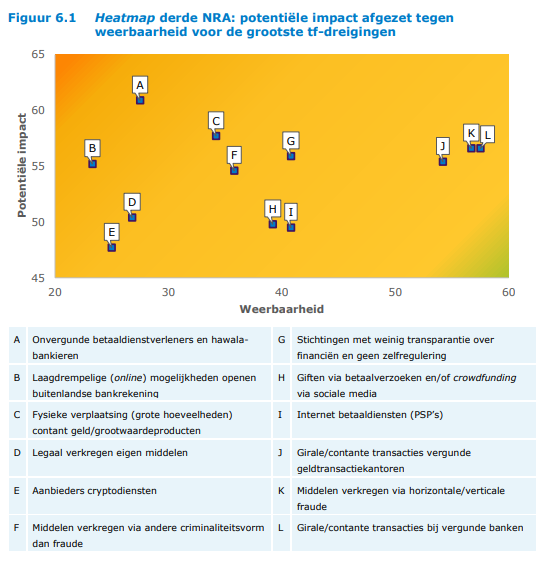 Figuur 6.1 Heatmap derde NRA: potentiële impact afgezet tegen
weerbaarheid voor de grootste tf-dreigingen
65
60
55
50
45
Potentiële impact
A
B
C
D
E
F
G
H
I
J
K
L
20 30 40 50 60
Weerbaarheid
A Onvergunde betaaldienstverleners en hawala-
bankieren
G Stichtingen met weinig transparantie over
financiën en geen zelfregulering
B Laagdrempelige (online) mogelijkheden openen
buitenlandse bankrekening
H Giften via betaalverzoeken en/of crowdfunding
via sociale media
C Fysieke verplaatsing (grote hoeveelheden)
contant geld/grootwaardeproducten
I Internet betaaldiensten (PSP's)
D Legaal verkregen eigen middelen
J Girale/contante transacties vergunde
geldtransactiekantoren
E Aanbieders cryptodiensten
K Middelen verkregen via horizontale/verticale
fraude
F Middelen verkregen via andere criminaliteitsvorm
dan fraude
L Girale/contante transacties bij vergunde banken